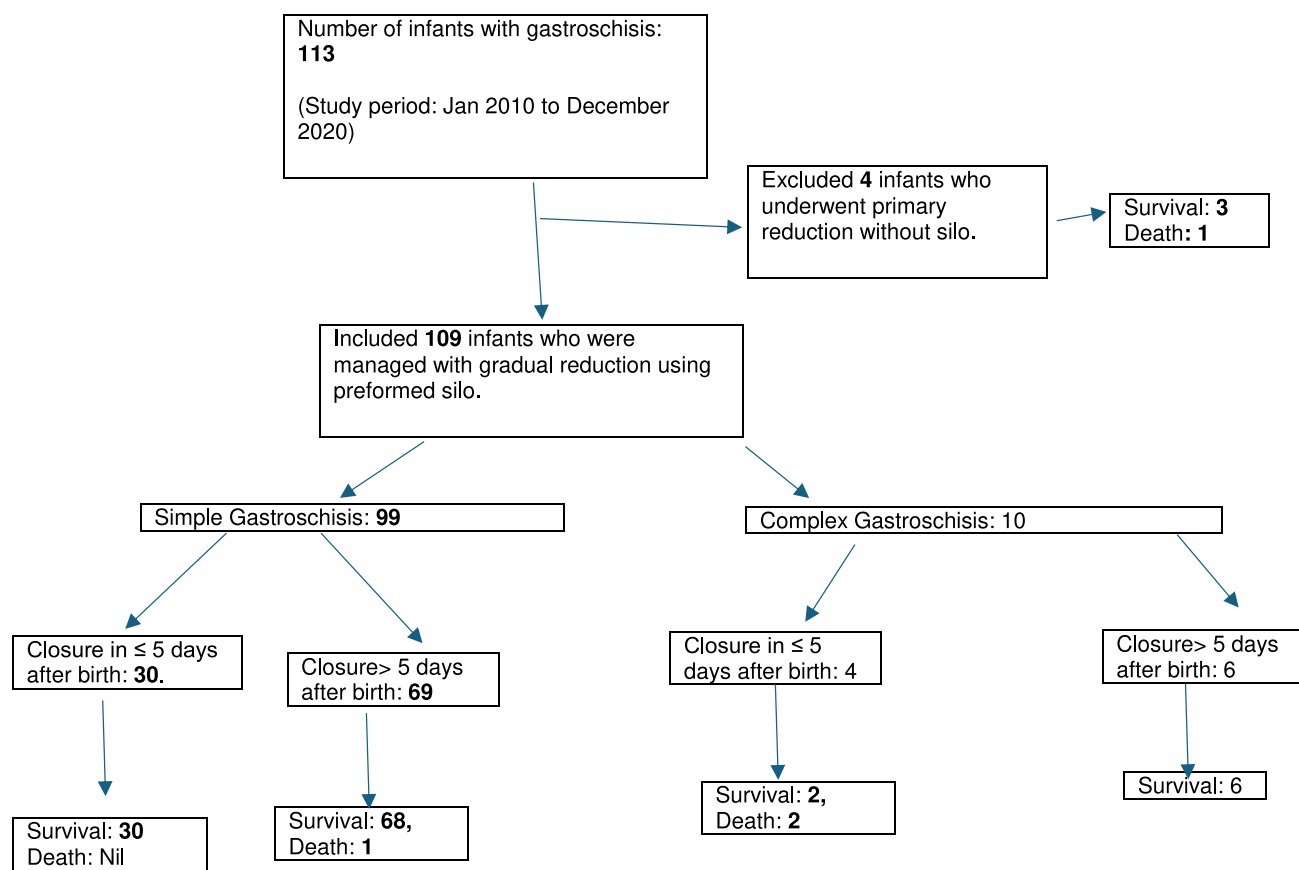 Number of infants with gastroschisis:
113
(Study period: Jan 2010 to December
2020)
Excluded 4 infants who
underwent primary
reduction without silo.
Survival: 3
Death: 1
Included 109 infants who were
managed with gradual reduction using
preformed silo.
Simple Gastroschisis: 99
Complex Gastroschisis: 10
Closure in ≤ 5 days
after birth: 30.
Closure> 5 days
after birth: 69
Closure in ≤ 5
days after birth: 4
Closure> 5 days
after birth: 6
Survival: 30
Death: Nil
Survival: 68,
Death: 1
Survival: 2,
Death: 2
Survival: 6